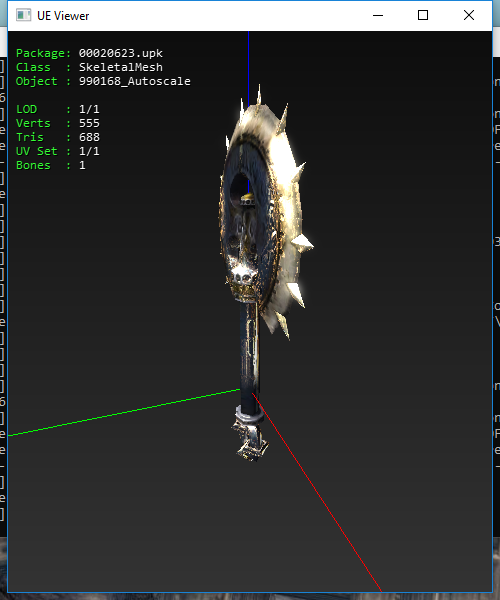 UE Viewer
Package: 00020623.upk
Class : SkeletalMesh
Object : 990168_Autoscale
LOD : 1/1
Verts : 555
Tris : 688
UV Set : 1/1
Bones : 1